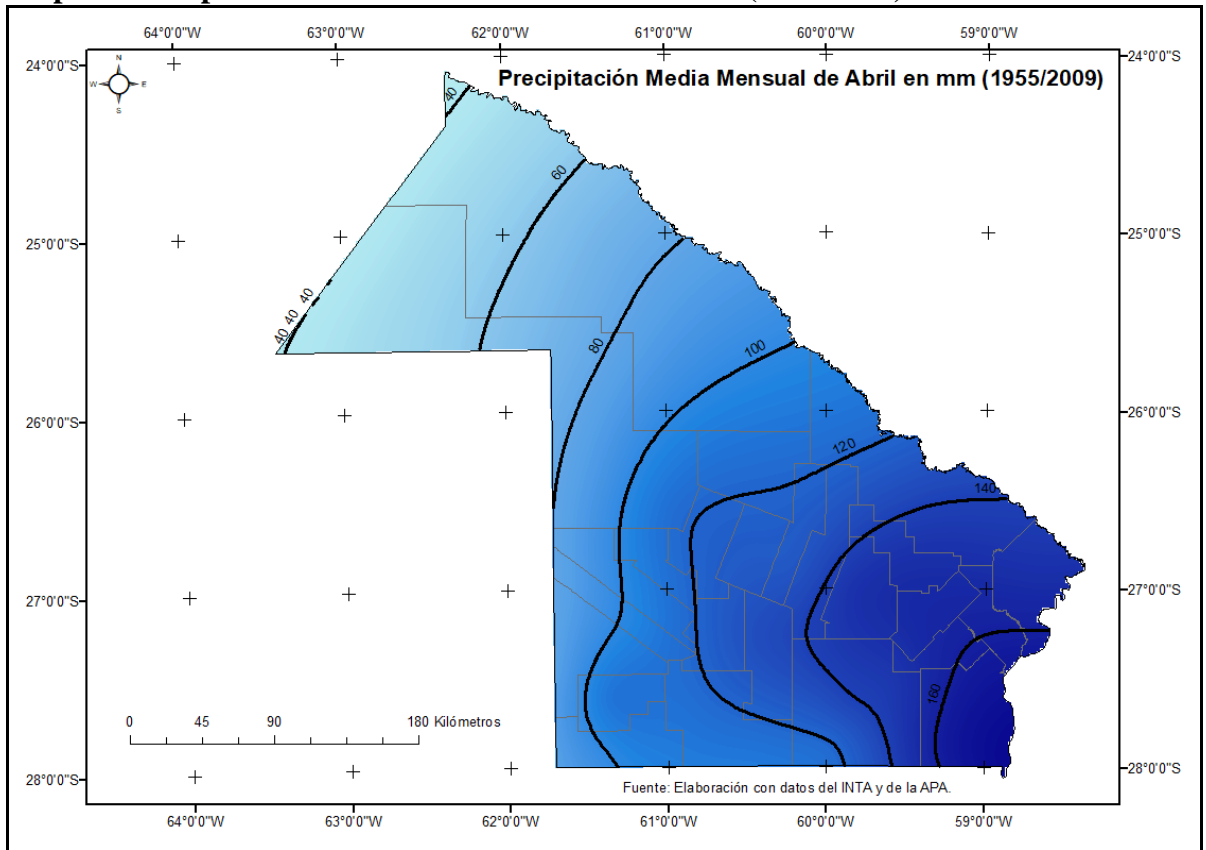 64°0'0"W 63°0'0"W 62°0'0"W 61°0'0"W 60°0'0"W 59°0'0"W
24°0'0"S 24°0'0"S
N
W E
S
Precipitación Media Mensual de Abril en mm (1955/2009)
40
60
25°0'0"S 25°0'0"S
40
40
40
80
100
26°0'0"S 26°0'0"S
120
140
27°0'0"S 27°0'0"S
160
0 45 90 180 Kilómetros
28°0'0"S 28°0'0"S
Fuente: Elaboración con datos del INTA y de la APA.
64°0'0"W 63°0'0"W 62°0'0"W 61°0'0"W 60°0'0"W 59°0'0"W